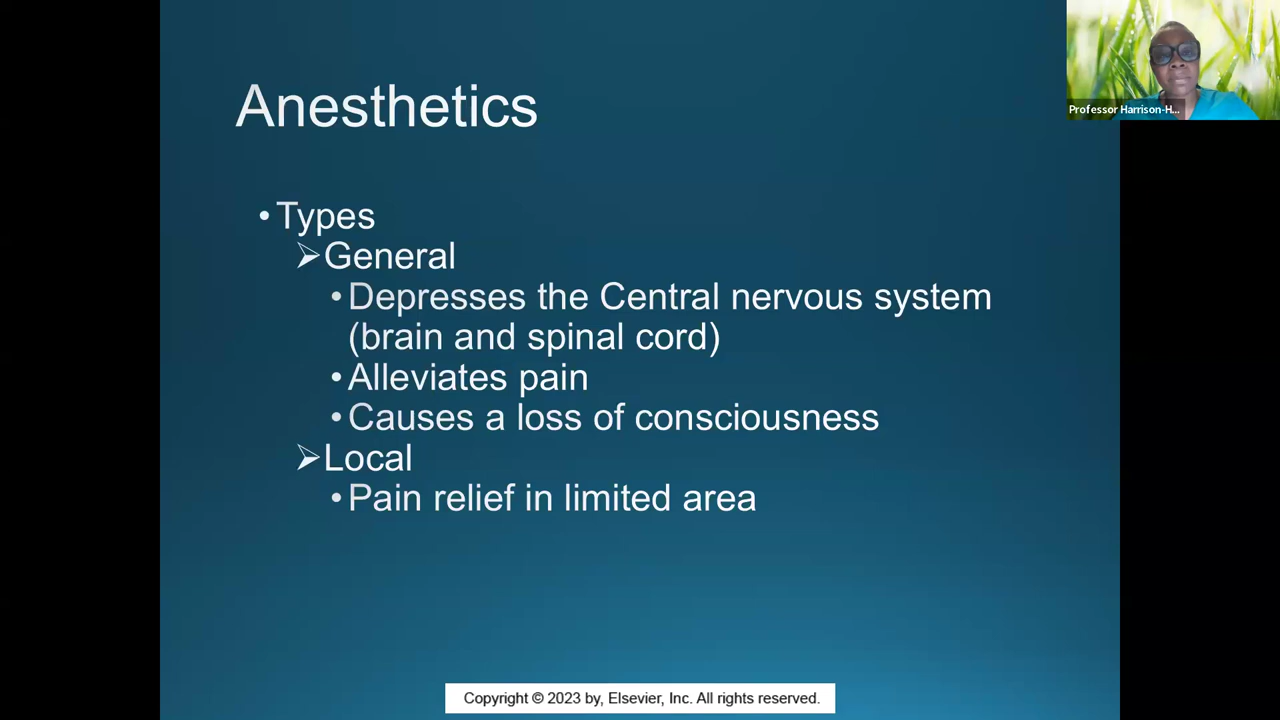 Anesthetics
Professor Harrison-H...
• Types
➢General
• Depresses the Central nervous system
(brain and spinal cord)
• Alleviates pain
• Causes a loss of consciousness
➢Local
• Pain relief in limited area
Copyright © 2023 by, Elsevier, Inc. All rights reserved.